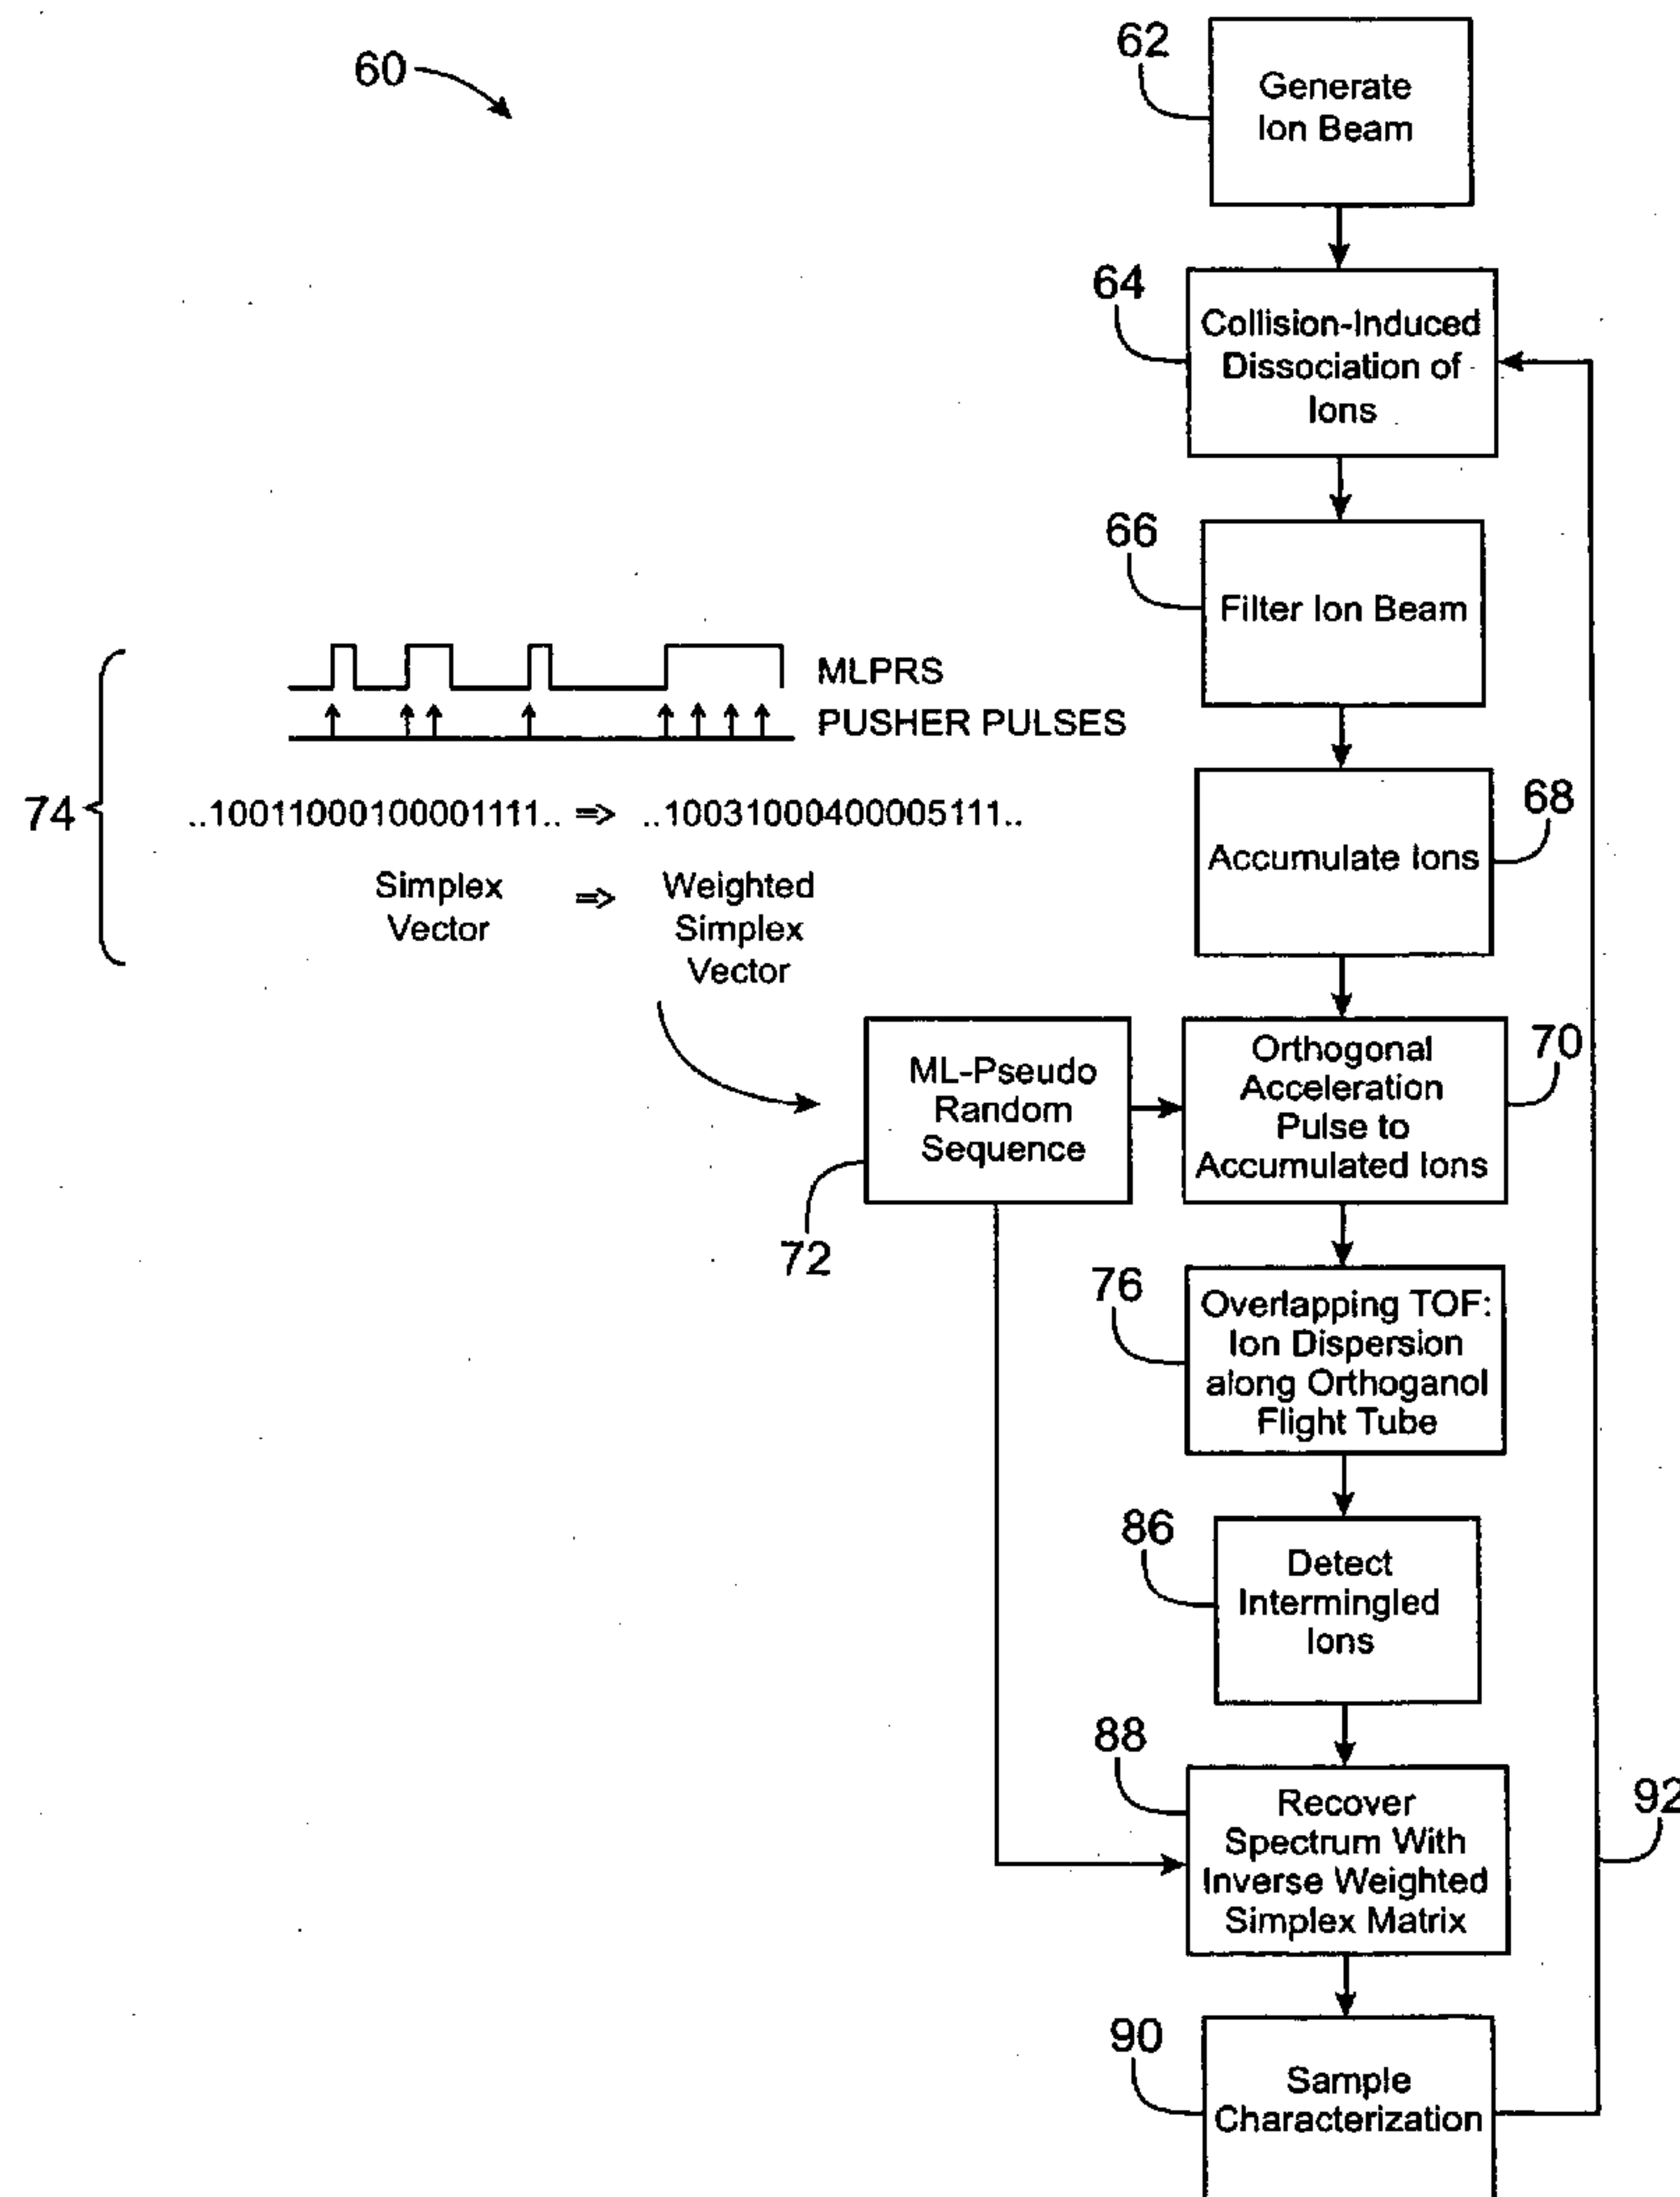 60
62
Generate
Ion Beam
64
Collision-Induced
Dissociation of
Ions
66
Filter Ion Beam
MLPRS
PUSHER PULSES
74
..10011000100001111.. => ..10031000400005111..
Simplex
Vector
=>
Weighted
Simplex
Vector
68
Accumulate Ions
70
Orthogonal
Acceleration
Pulse to
Accumulated Ions
72
ML-Pseudo
Random
Sequence
76
Overlapping TOF:
Ion Dispersion
along Orthoganol
Flight Tube
86
Detect
Intermingled
Ions
88
Recover
Spectrum With
Inverse Weighted
Simplex Matrix
92
90
Sample
Characterization